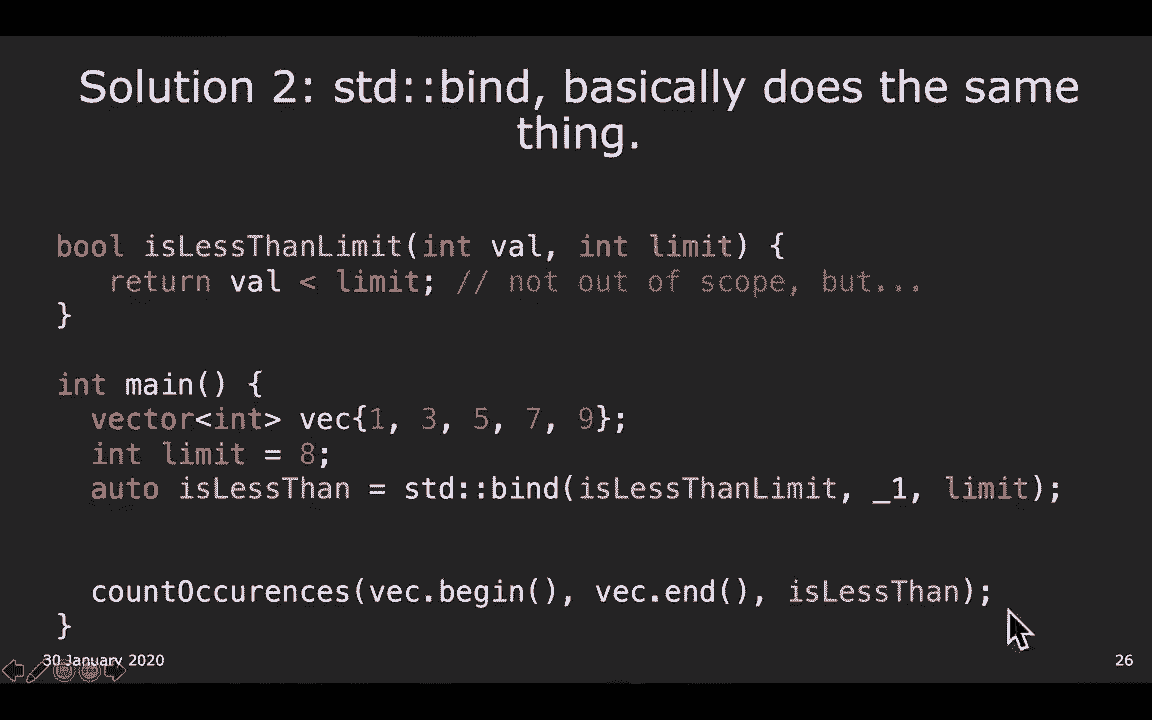 Solution 2: std::bind, basically does the same
thing.
bool isLessThanLimit(int val, int limit) {
return val < limit; // not out of scope, but...
}
int main() {
vector<int> vec{1, 3, 5, 7, 9};
int limit = 8;
auto isLessThan = std::bind(isLessThanLimit, _1, limit);
countOccurences(vec.begin(), vec.end(), isLessThan);
}
30 January 2020
26